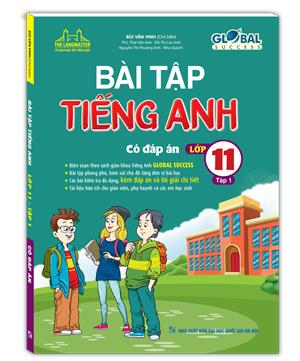 THE LANGMASTER
BÙI VĂN VINH (Chủ biên)
ThS. Thái Vân Anh - Đỗ Thị Lan Anh
Nguyễn Thị Phương Anh - Như Quỳnh
GLOBAL
SUCCESS
BÀI TẬP
TIẾNG ANH
Có đáp án LỚP 11
Tập 1
Biên soạn theo sách giáo khoa Tiếng Anh GLOBAL SUCCESS
Bài tập phong phú, bám sát chủ đề từng đơn vị bài học
Các bài kiểm tra đa dạng, kèm đáp án và lời giải chi tiết
Tài liệu hữu ích cho giáo viên, phụ huynh và các em học sinh
NHÀ XUẤT BẢN ĐẠI HỌC QUỐC GIA HÀ NỘI
BÀI TẬP TIẾNG ANH
LỚP 11 - TẬP 1
CÓ ĐÁP ÁN